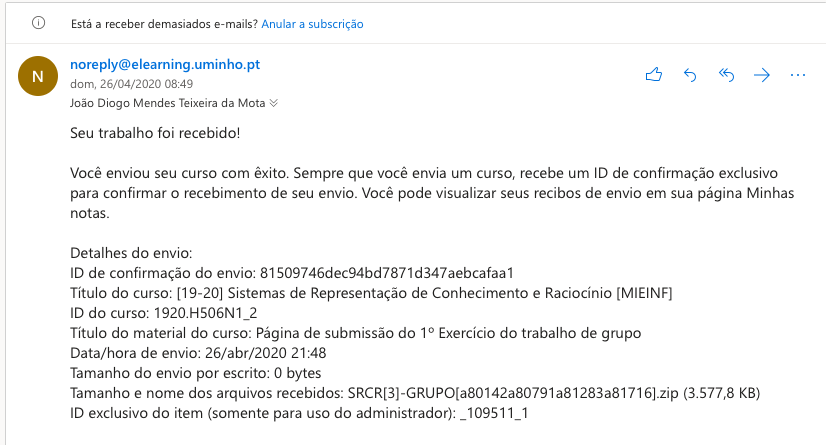 Está a receber demasiados e-mails? Anular a subscrição
N
noreply@elearning.uminho.pt
dom, 26/04/2020 08:49
João Diogo Mendes Teixeira da Mota
Seu trabalho foi recebido!
Você enviou seu curso com êxito. Sempre que você envia um curso, recebe um ID de confirmação exclusivo
para confirmar o recebimento de seu envio. Você pode visualizar seus recibos de envio em sua página Minhas
notas.
Detalhes do envio:
ID de confirmação do envio: 81509746dec94bd7871d347aebcafaa1
Título do curso: [19-20] Sistemas de Representação de Conhecimento e Raciocínio [MIEINF]
ID do curso: 1920.H506N1_2
Título do material do curso: Página de submissão do 1º Exercício do trabalho de grupo
Data/hora de envio: 26/abr/2020 21:48
Tamanho do envio por escrito: 0 bytes
Tamanho e nome dos arquivos recebidos: SRCR[3]-GRUPO[a80142a80791a81283a81716].zip (3.577,8 KB)
ID exclusivo do item (somente para uso do administrador): _109511_1